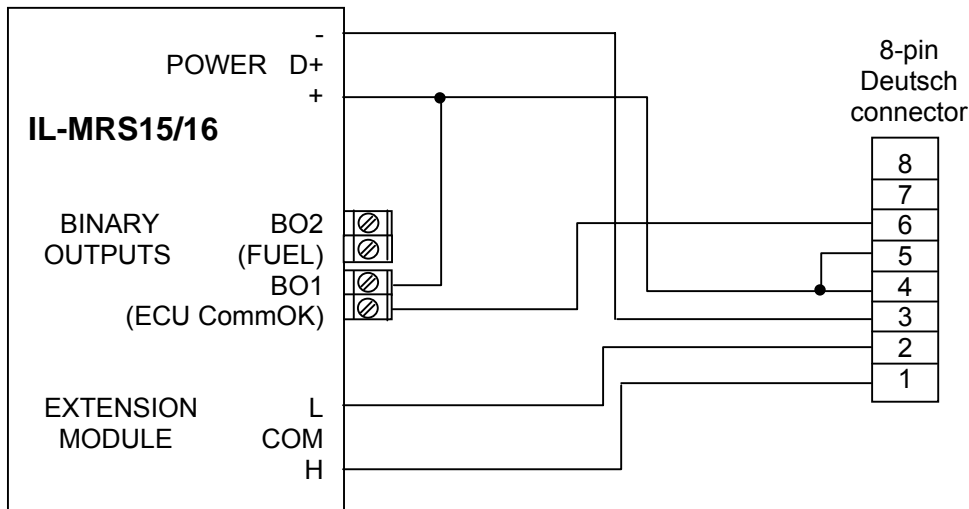 -
POWER D+
+
IL-MRS15/16
BINARY BO2
OUTPUTS (FUEL)
BO1
(ECU CommOK)
EXTENSION L
MODULE COM
H
8-pin
Deutsch
connector
8
7
6
5
4
3
2
1